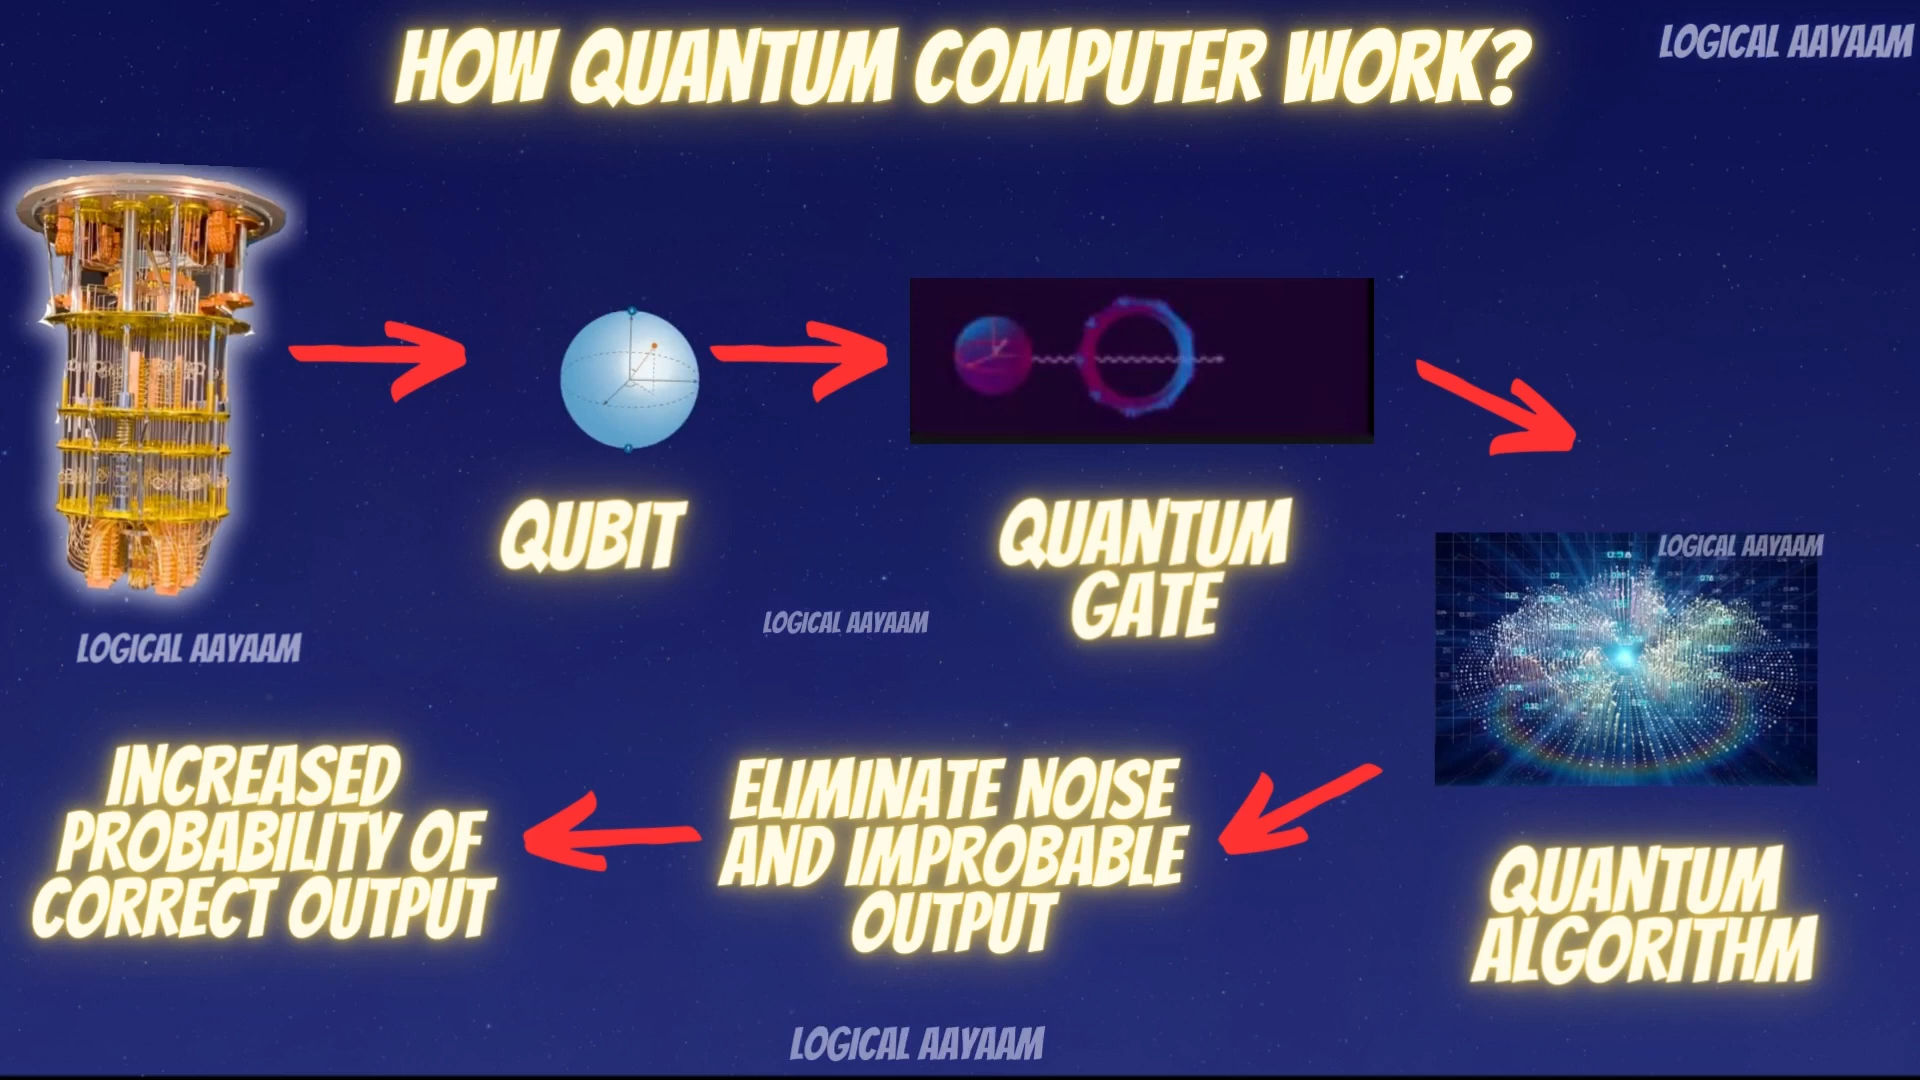 HOW QUANTUM COMPUTER WORK?
LOGICAL AAYAAM
QUBIT
QUANTUM
GATE
LOGICAL AAYAAM
LOGICAL AAYAAM
LOGICAL AAYAAM
INCREASED
PROBABILITY OF
CORRECT OUTPUT
ELIMINATE NOISE
AND IMPROBABLE
OUTPUT
QUANTUM
ALGORITHM
LOGICAL AAYAAM